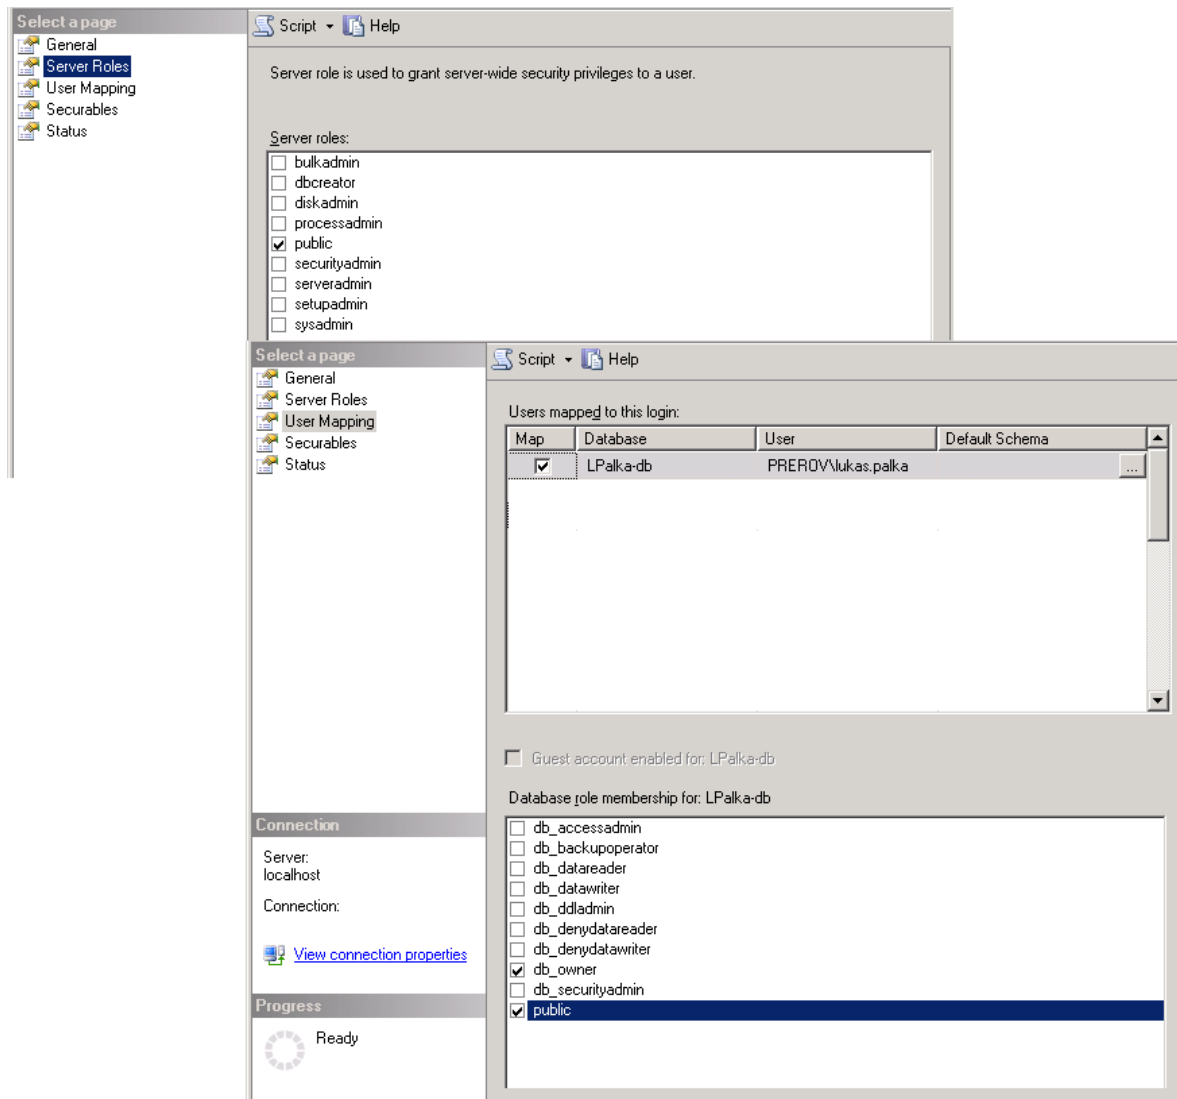 Select a page
General
Server Roles
User Mapping
Securables
Status
Script Help
Server role is used to grant server-wide security privileges to a user.
Server roles:
bulkadmin
dbcreator
diskadmin
processadmin
public
securityadmin
serveradmin
setupadmin
sysadmin
Select a page
General
Server Roles
User Mapping
Securables
Status
Script Help
Users mapped to this login:
Map Database User Default Schema
LPalka-db PREROV\lukas.palka ...
Guest account enabled for: LPalka-db
Database role membership for: LPalka-db
db_accessadmin
db_backupoperator
db_datareader
db_datawriter
db_ddladmin
db_denydatareader
db_denydatawriter
db_owner
db_securityadmin
public
Connection
Server:
localhost
Connection:
View connection properties
Progress
Ready